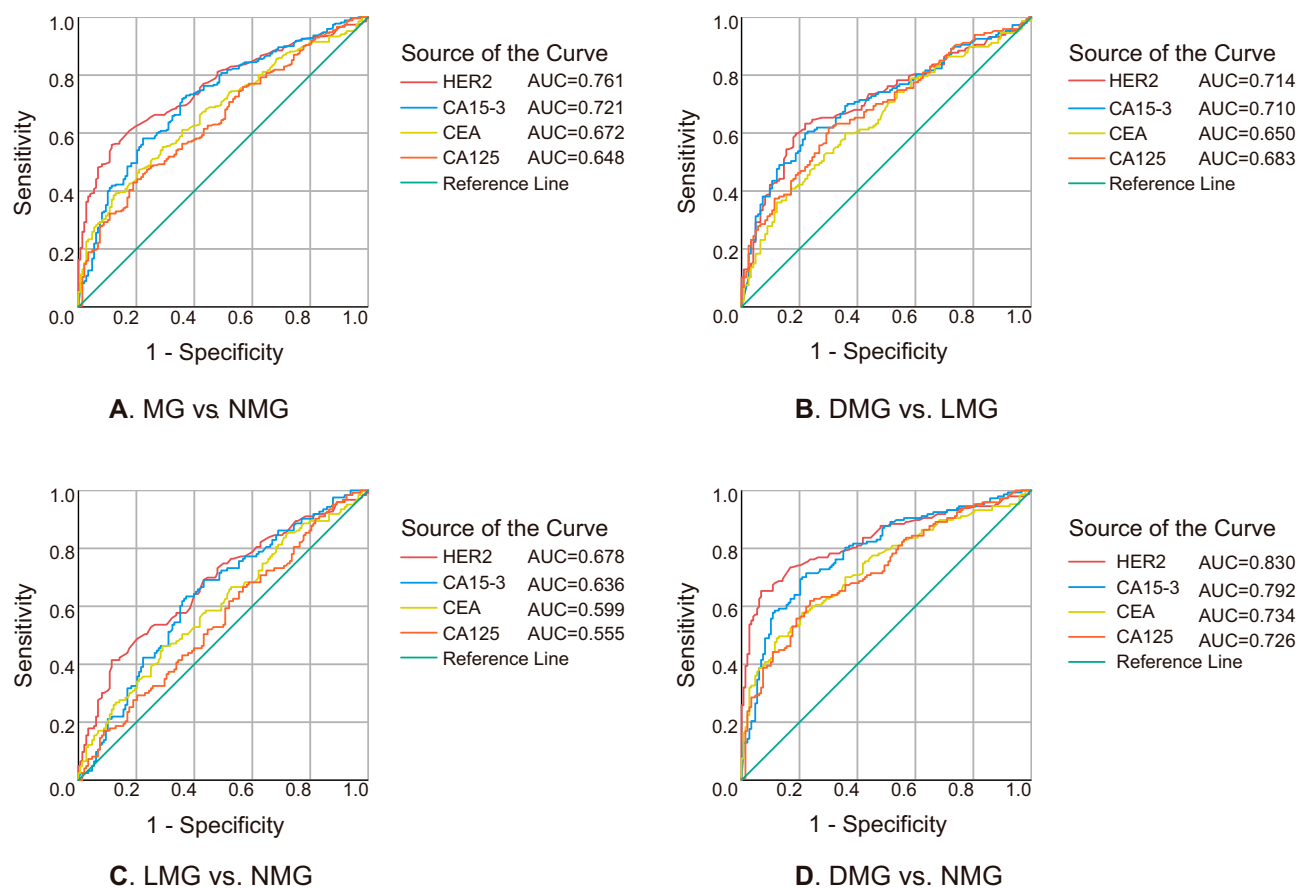 1.0
0.8
0.6
0.4
0.2
0.0
0.2
0.4
0.6
0.8
1.0
Sensitivity
1 - Specificity
Source of the Curve
HER2 AUC=0.761
CA15-3 AUC=0.721
CEA AUC=0.672
CA125 AUC=0.648
Reference Line
A. MG vs. NMG
1.0
0.8
0.6
0.4
0.2
0.0
0.2
0.4
0.6
0.8
1.0
Sensitivity
1 - Specificity
Source of the Curve
HER2 AUC=0.714
CA15-3 AUC=0.710
CEA AUC=0.650
CA125 AUC=0.683
Reference Line
B. DMG vs. LMG
1.0
0.8
0.6
0.4
0.2
0.0
0.2
0.4
0.6
0.8
1.0
Sensitivity
1 - Specificity
Source of the Curve
HER2 AUC=0.678
CA15-3 AUC=0.636
CEA AUC=0.599
CA125 AUC=0.555
Reference Line
C. LMG vs. NMG
1.0
0.8
0.6
0.4
0.2
0.0
0.2
0.4
0.6
0.8
1.0
Sensitivity
1 - Specificity
Source of the Curve
HER2 AUC=0.830
CA15-3 AUC=0.792
CEA AUC=0.734
CA125 AUC=0.726
Reference Line
D. DMG vs. NMG